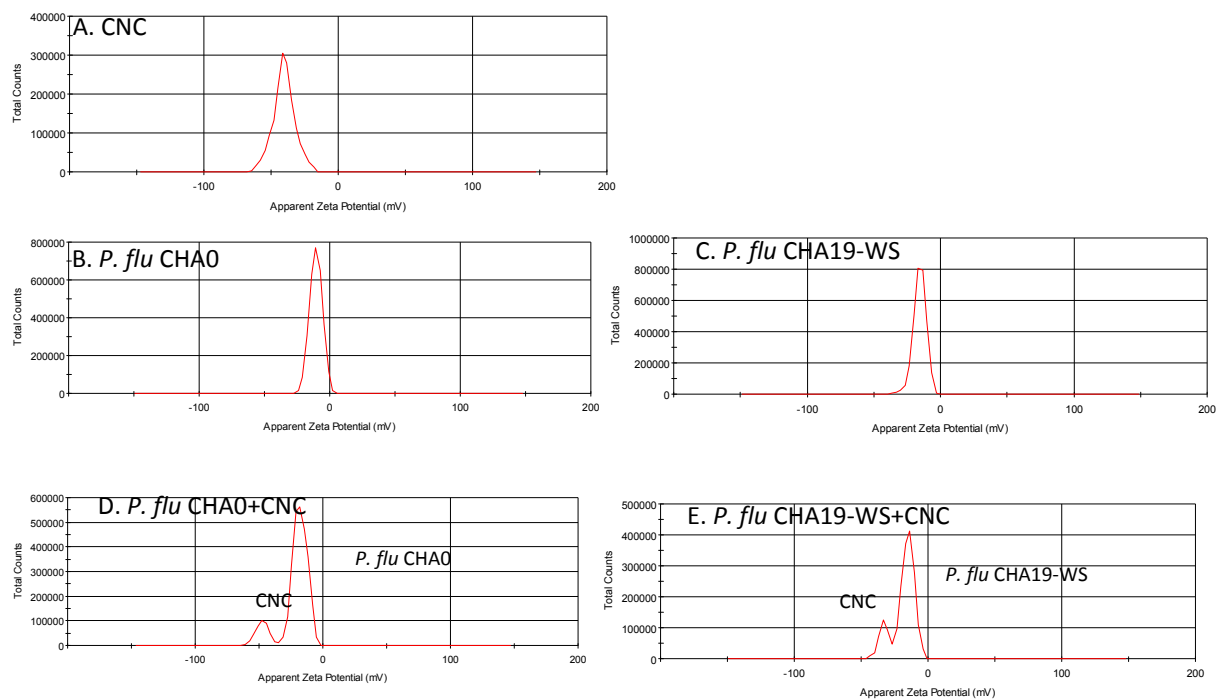 A. CNC
Total Counts
400000
300000
200000
100000
0
-100 0 100 200
Apparent Zeta Potential (mV)
B. P. flu CHA0
Total Counts
800000
600000
400000
200000
0
-100 0 100 200
Apparent Zeta Potential (mV)
C. P. flu CHA19-WS
Total Counts
1000000
800000
600000
400000
200000
0
-100 0 100 200
Apparent Zeta Potential (mV)
D. P. flu CHA0+CNC
Total Counts
600000
500000
400000
300000
200000
100000
0
P. flu CHA0
CNC
-100 0 100 200
Apparent Zeta Potential (mV)
E. P. flu CHA19-WS+CNC
Total Counts
500000
400000
300000
200000
100000
0
P. flu CHA19-WS
CNC
-100 0 100 200
Apparent Zeta Potential (mV)